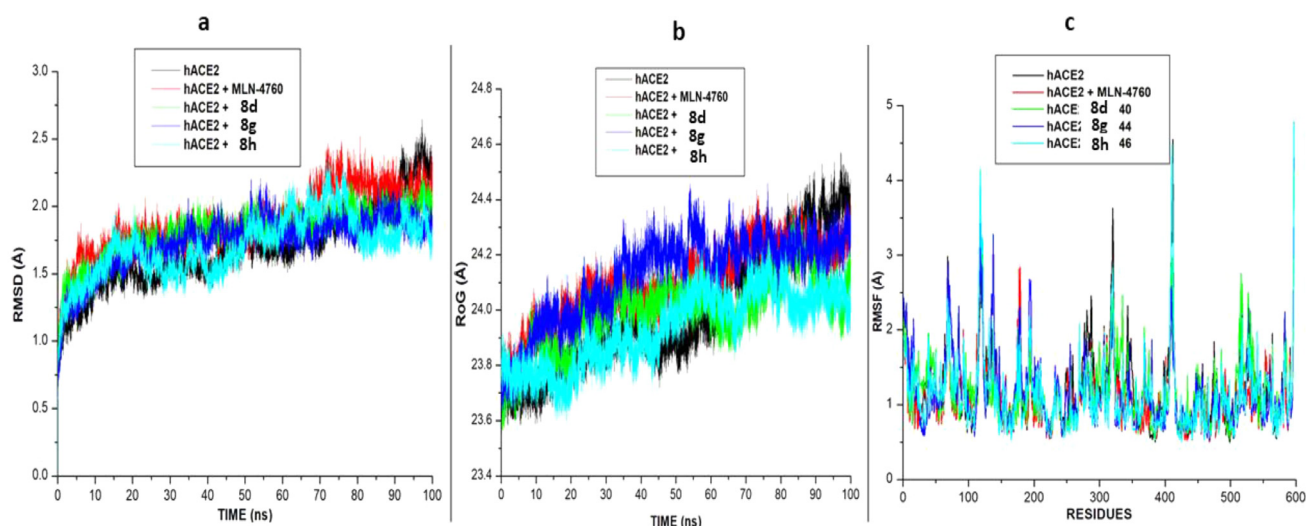 a
hACE2
hACE2 + MLN-4760
hACE2 + 8d
hACE2 + 8g
hACE2 + 8h
3.0
2.5
2.0
1.5
1.0
0.5
0.0
RMSD (Å)
0 10 20 30 40 50 60 70 80 90 100
TIME (ns)
b
hACE2
hACE2 + MLN-4760
hACE2 + 8d
hACE2 + 8g
hACE2 + 8h
24.8
24.6
24.4
24.2
24.0
23.8
23.6
23.4
RoG (Å)
0 10 20 30 40 50 60 70 80 90 100
TIME (ns)
c
hACE2
hACE2 + MLN-4760
hACE 8d 40
hACE2 8g 44
hACE 8h 46
5
4
3
2
1
0
RMSF (Å)
0 100 200 300 400 500 600
RESIDUES